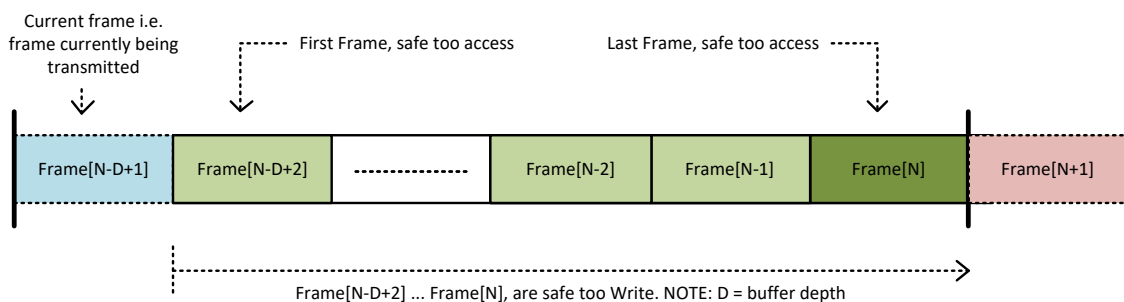 Current frame i.e.
frame currently being
transmitted
First Frame, safe too access
Last Frame, safe too access
Frame[N-D+1]
Frame[N-D+2]
Frame[N-2]
Frame[N-1]
Frame[N]
Frame[N+1]
Frame[N-D+2] ... Frame[N], are safe too Write. NOTE: D = buffer depth